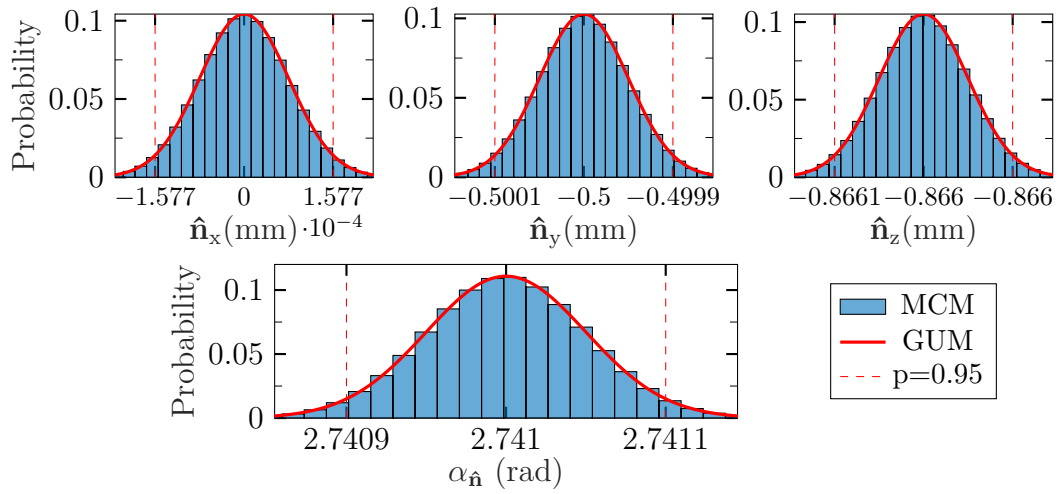 Probability
0.1
0.05
0
−1.577 0 1.577
n̂x(mm) ·10−4
0.1
0.05
0
−0.5001 −0.5 −0.4999
n̂y(mm)
0.1
0.05
0
−0.8661 −0.866 −0.866
n̂z(mm)
Probability
0.1
0.05
0
2.7409 2.741 2.7411
αn̂ (rad)
MCM
GUM
p=0.95